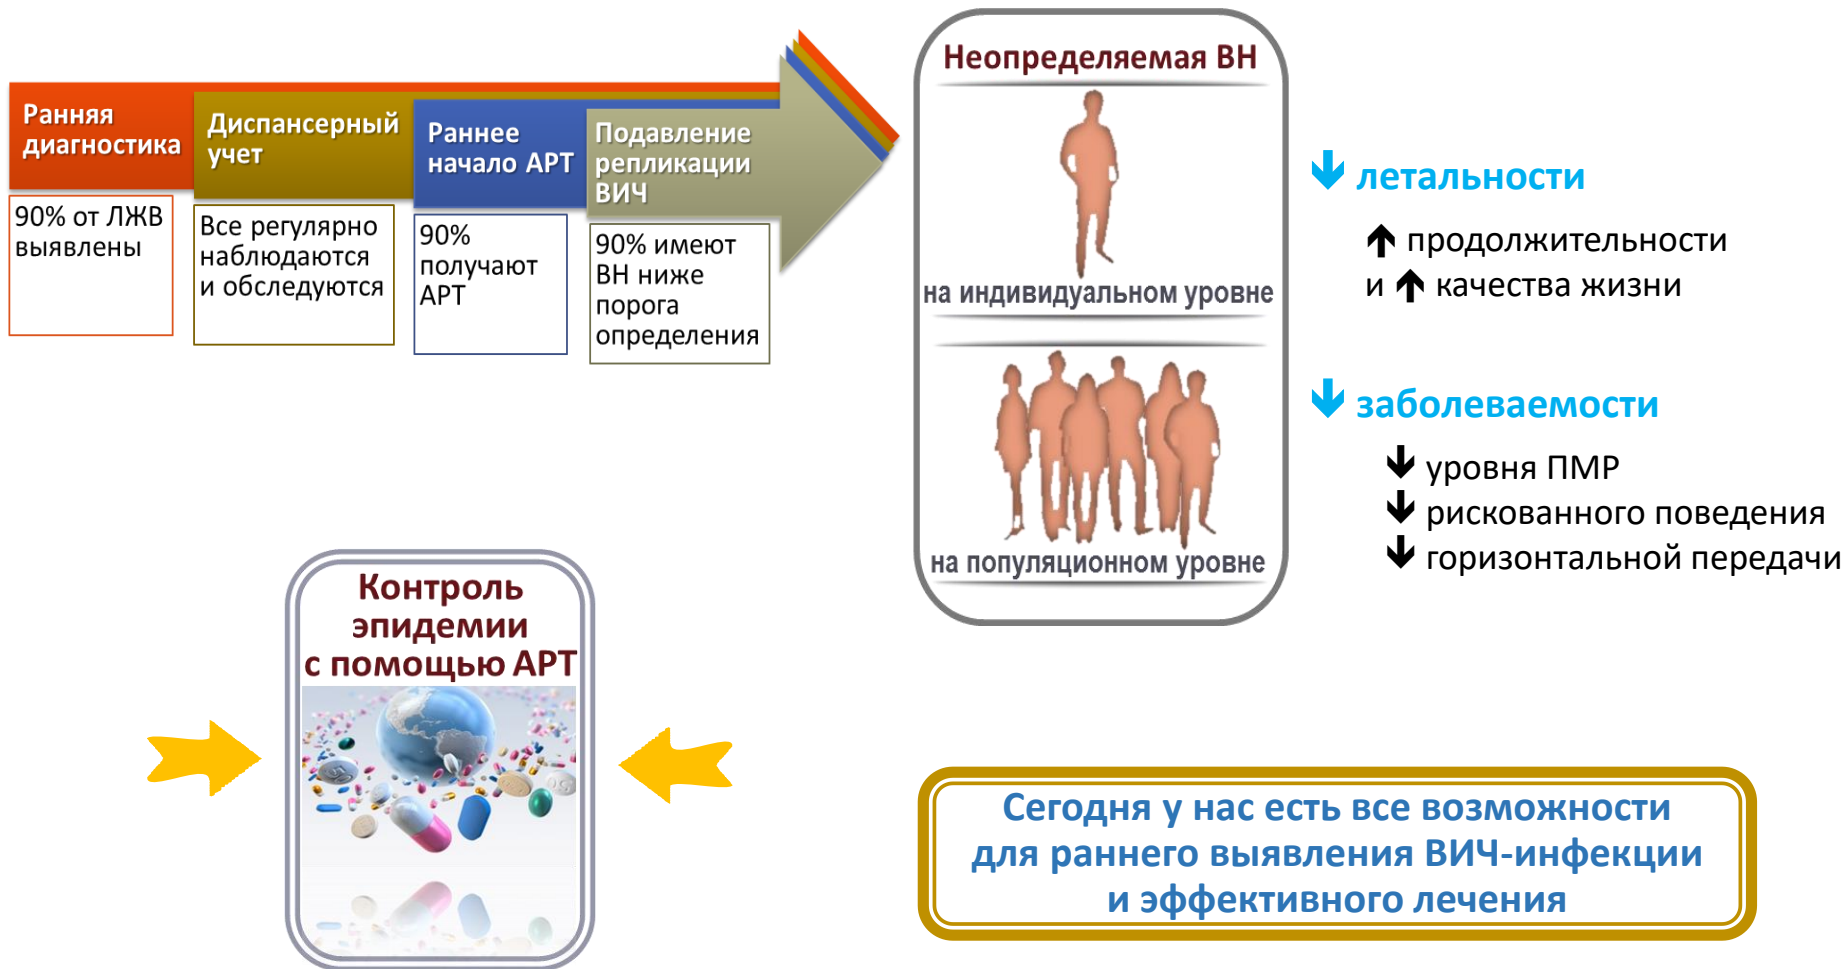 Ранняя
диагностика
90% от ЛЖВ
выявлены
Диспансерный
учет
Все регулярно
наблюдаются
и обследуются
Раннее
начало АРТ
90%
получают
АРТ
Подавление
репликации
ВИЧ
90% имеют
ВН ниже
порога
определения
Неопределяемая ВН
на индивидуальном уровне
на популяционном уровне
🡻 летальности
🡹 продолжительности
и 🡹 качества жизни
🡻 заболеваемости
🡻 уровня ПМР
🡻 рискованного поведения
🡻 горизонтальной передачи
Контроль
эпидемии
с помощью АРТ
Сегодня у нас есть все возможности
для раннего выявления ВИЧ-инфекции
и эффективного лечения